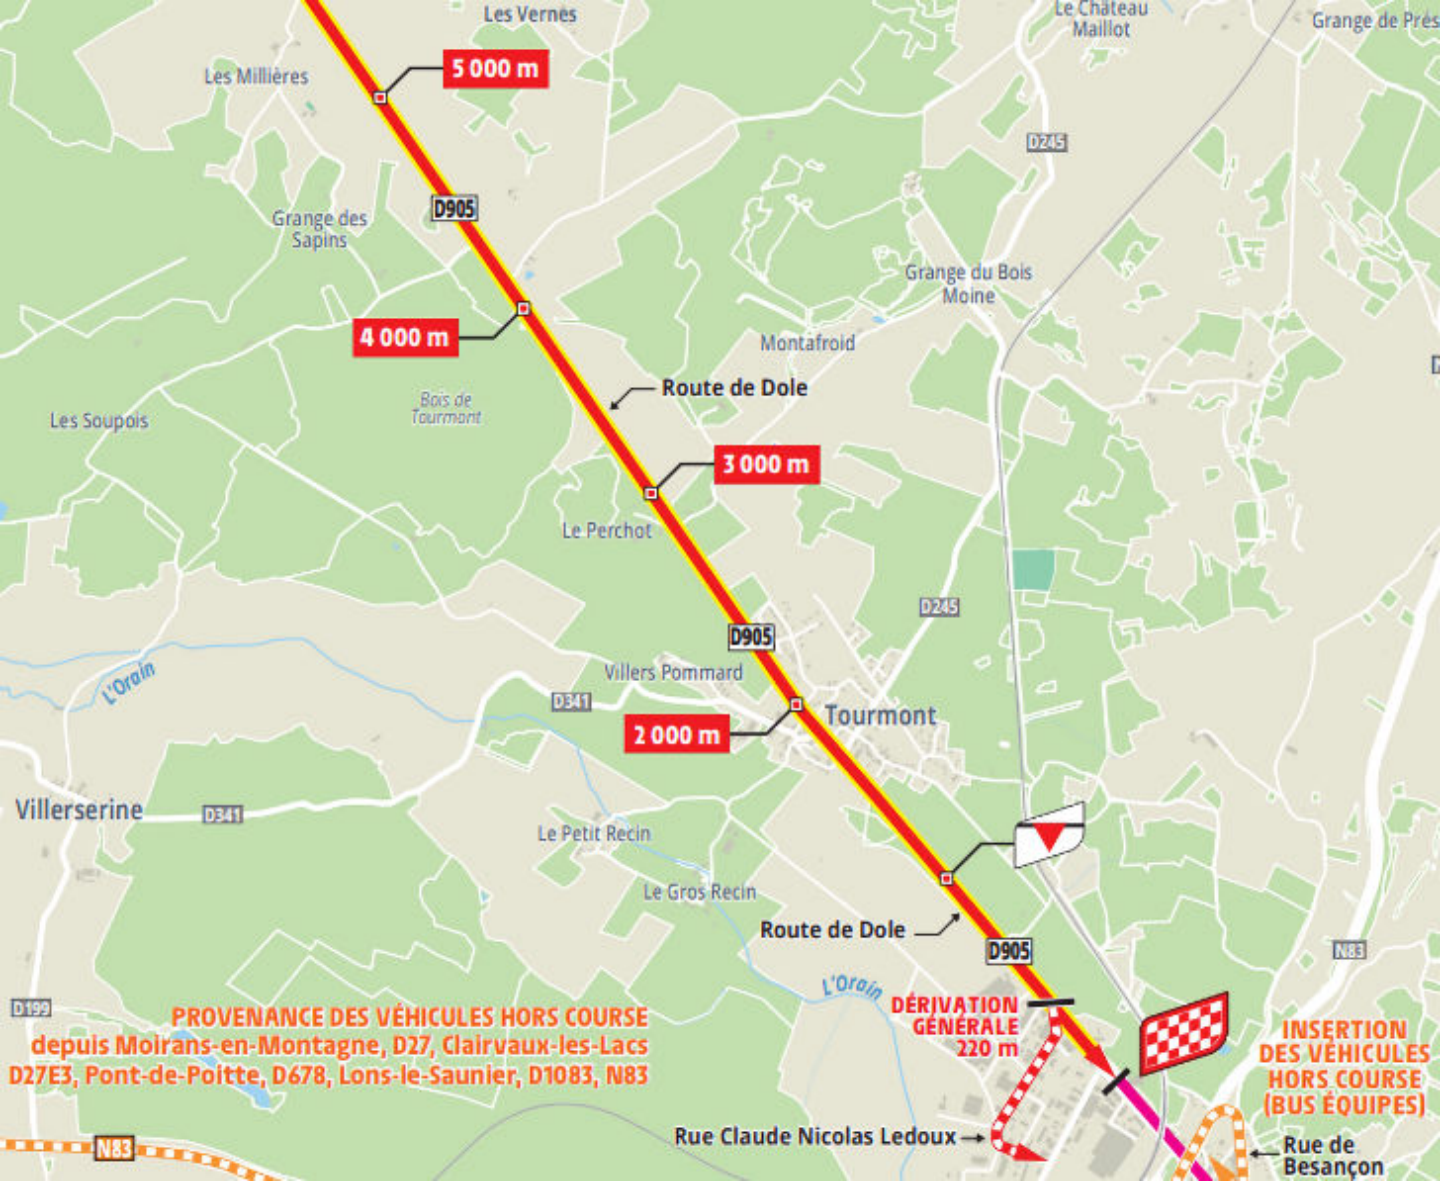 Les Vernes
Le Château
Maillot
Grange de Prés
5 000 m
Les Millières
D245
D905
Grange des
Sapins
Grange du Bois
Moine
4 000 m
Montafroid
Route de Dole
Bois de
Tourmont
Les Soupois
3 000 m
Le Perchot
D245
D905
Villers Pommard
L'Orain
D341
Tourmont
2 000 m
Villerserine
D341
Le Petit Recin
Le Gros Recin
Route de Dole
D905
N83
L'Orain
D199
DÉRIVATION
GÉNÉRALE
220 m
PROVENANCE DES VÉHICULES HORS COURSE
depuis Moirans-en-Montagne, D27, Clairvaux-les-Lacs
D27E3, Pont-de-Poitte, D678, Lons-le-Saunier, D1083, N83
INSERTION
DES VÉHICULES
HORS COURSE
(BUS ÉQUIPES)
Rue Claude Nicolas Ledoux
N83
Rue de
Besançon